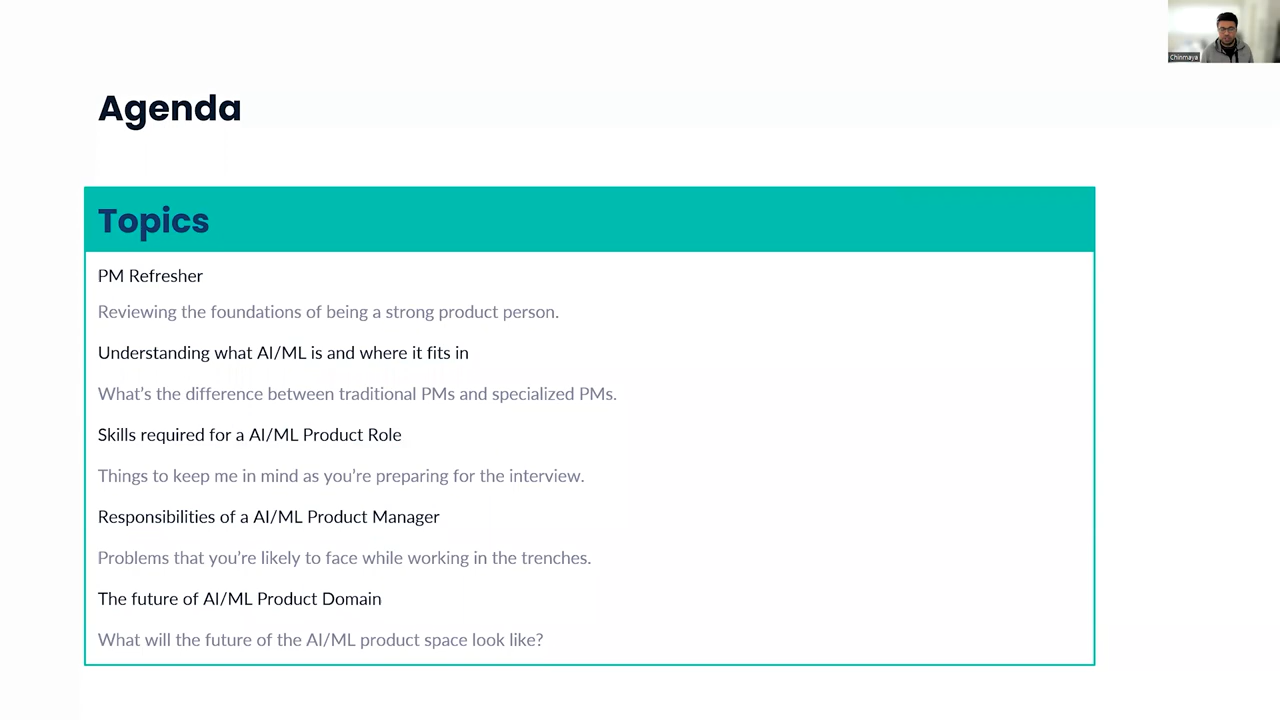 Chinmaya
Agenda
Topics
PM Refresher
Reviewing the foundations of being a strong product person.
Understanding what AI/ML is and where it fits in
What's the difference between traditional PMs and specialized PMs.
Skills required for a AI/ML Product Role
Things to keep me in mind as you're preparing for the interview.
Responsibilities of a AI/ML Product Manager
Problems that you're likely to face while working in the trenches.
The future of AI/ML Product Domain
What will the future of the AI/ML product space look like?